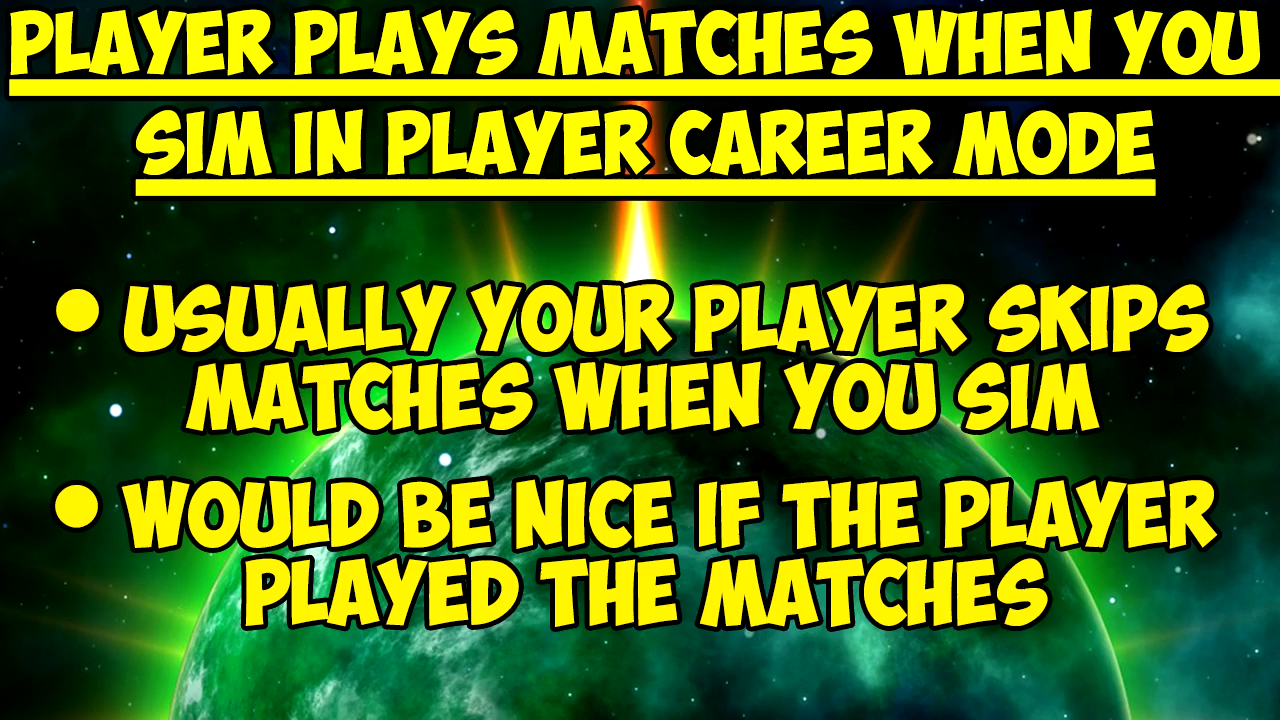 PLAYER PLAYS MATCHES WHEN YOU
SIM IN PLAYER CAREER MODE
• USUALLY YOUR PLAYER SKIPS
MATCHES WHEN YOU SIM
• WOULD BE NICE IF THE PLAYER
PLAYED THE MATCHES